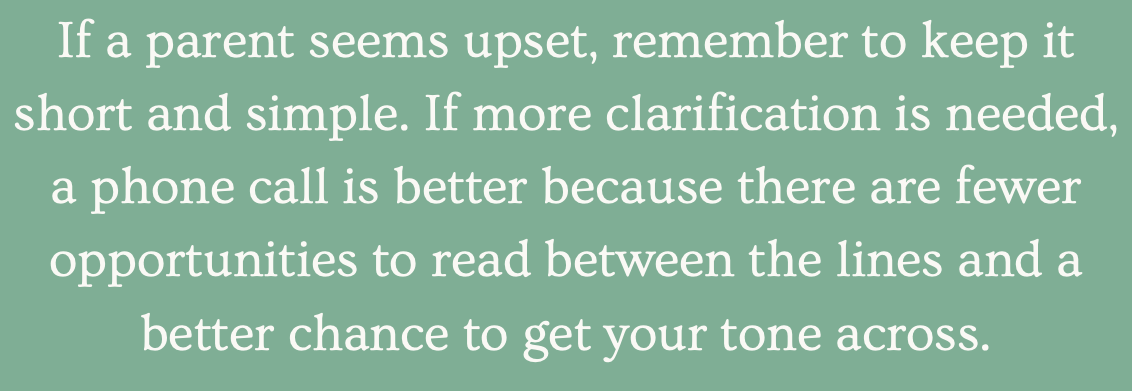 If a parent seems upset, remember to keep it
short and simple. If more clarification is needed,
a phone call is better because there are fewer
opportunities to read between the lines and a
better chance to get your tone across.